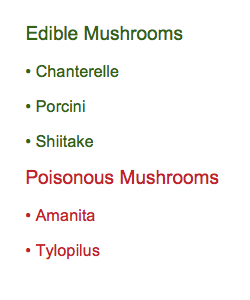 Edible Mushrooms
• Chanterelle
• Porcini
• Shiitake
Poisonous Mushrooms
• Amanita
• Tylopilus